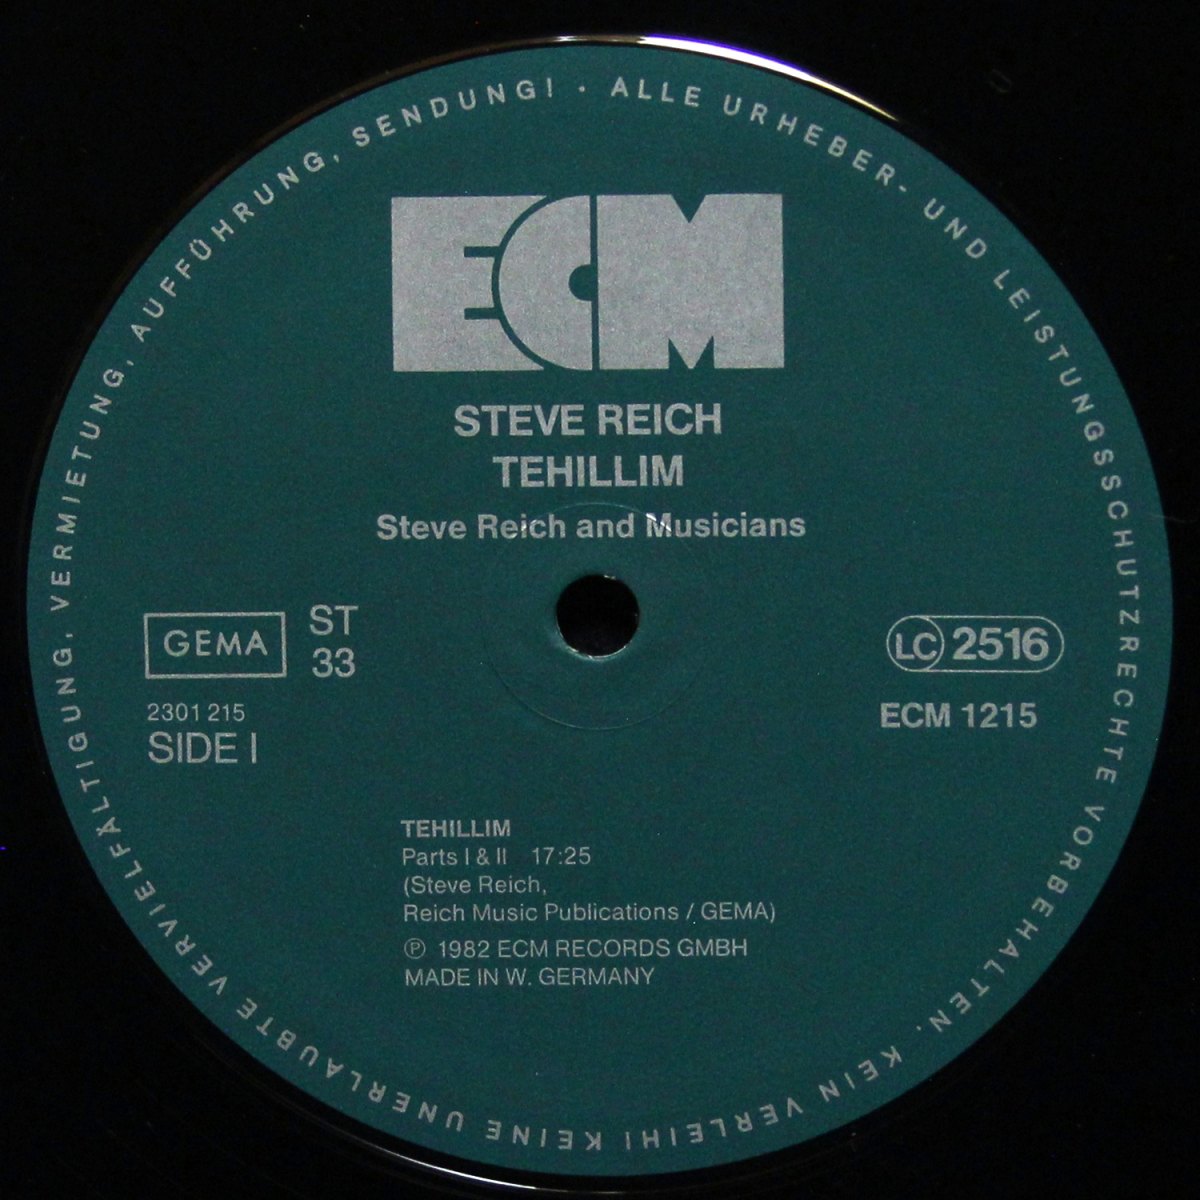 ALLE URHEBER- UND LEISTUNGSSCHUTZRECHTE VORBEHALTEN. KEIN VERLEIH! KEINE UNERLAUBTE VERVIELFÄLTIGUNG, VERMIETUNG, AUFFÜHRUNG, SENDUNG! ·
ECM
STEVE REICH
TEHILLIM
Steve Reich and Musicians
GEMA
ST
33
2301 215
SIDE I
LC 2516
ECM 1215
TEHILLIM
Parts I & II 17:25
(Steve Reich,
Reich Music Publications / GEMA)
Ⓟ 1982 ECM RECORDS GMBH
MADE IN W. GERMANY